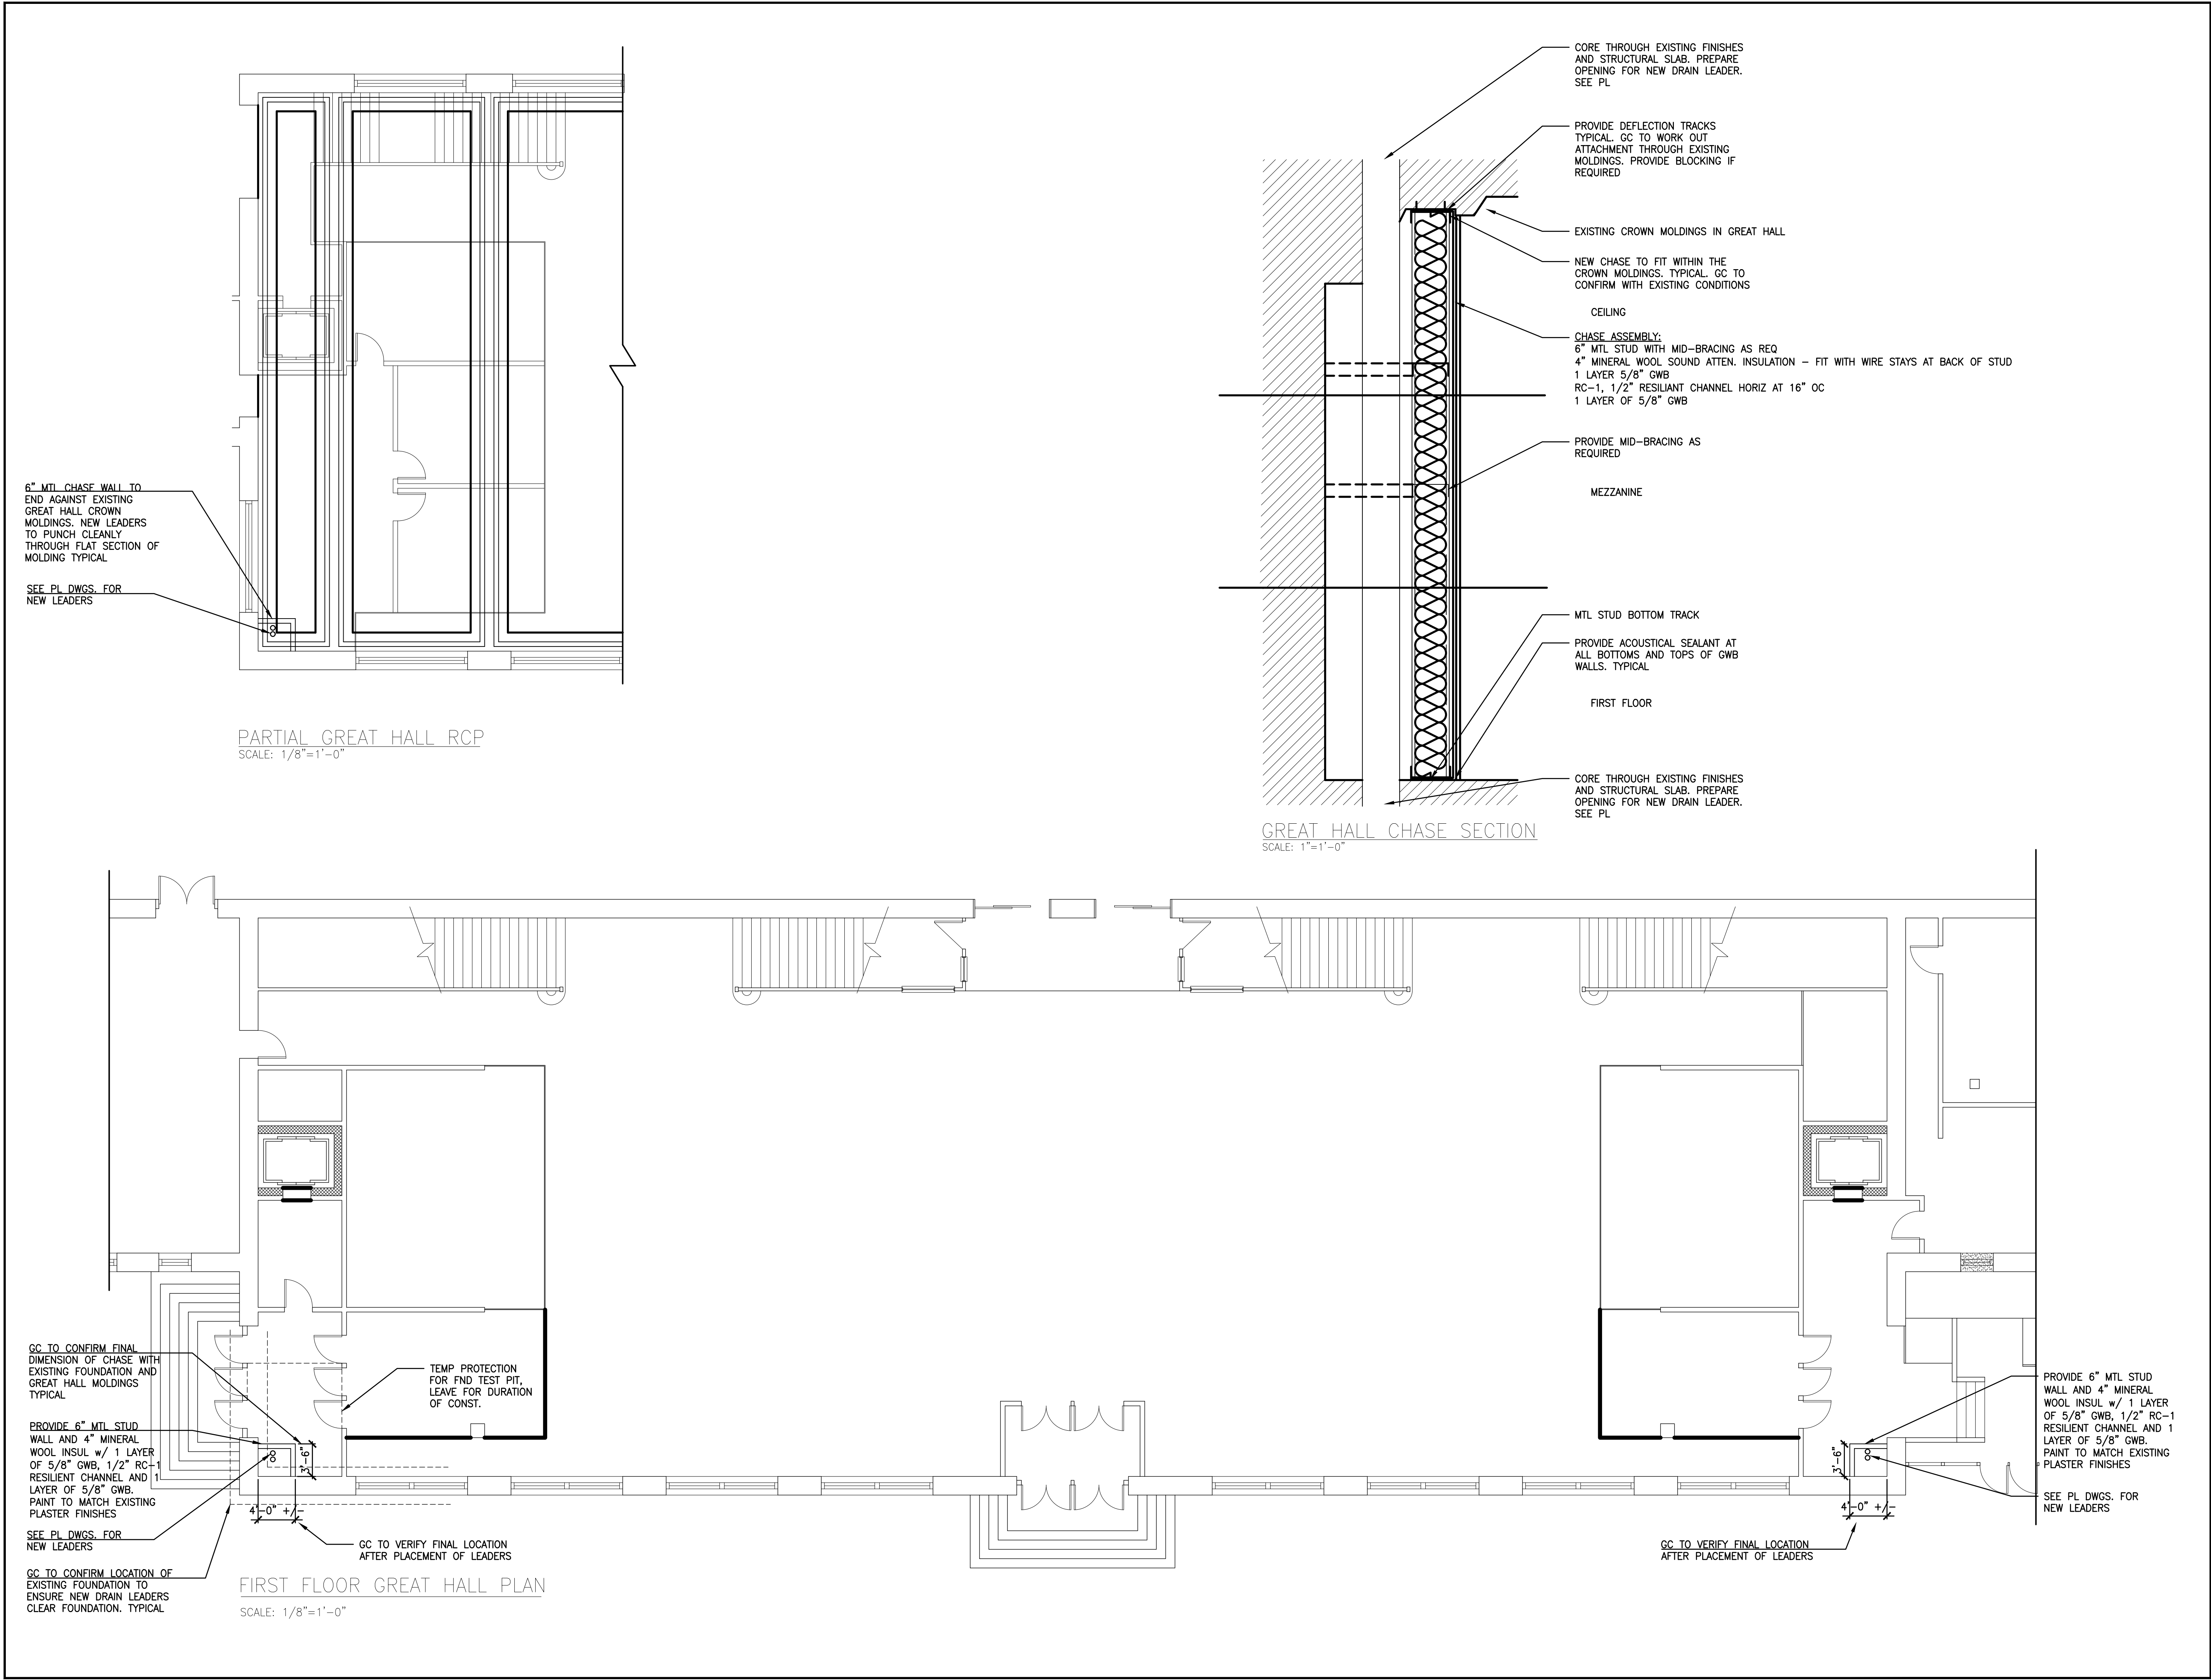 6" MTL CHASE WALL TO
END AGAINST EXISTING
GREAT HALL CROWN
MOLDINGS. NEW LEADERS
TO PUNCH CLEANLY
THROUGH FLAT SECTION OF
MOLDING TYPICAL
SEE PL DWGS. FOR
NEW LEADERS
PARTIAL GREAT HALL RCP
SCALE: 1/8"=1'-0"
CORE THROUGH EXISTING FINISHES
AND STRUCTURAL SLAB. PREPARE
OPENING FOR NEW DRAIN LEADER.
SEE PL
PROVIDE DEFLECTION TRACKS
TYPICAL. GC TO WORK OUT
ATTACHMENT THROUGH EXISTING
MOLDINGS. PROVIDE BLOCKING IF
REQUIRED
EXISTING CROWN MOLDINGS IN GREAT HALL
NEW CHASE TO FIT WITHIN THE
CROWN MOLDINGS. TYPICAL. GC TO
CONFIRM WITH EXISTING CONDITIONS
CEILING
CHASE ASSEMBLY:
6" MTL STUD WITH MID-BRACING AS REQ
4" MINERAL WOOL SOUND ATTEN. INSULATION - FIT WITH WIRE STAYS AT BACK OF STUD
1 LAYER 5/8" GWB
RC-1, 1/2" RESILIANT CHANNEL HORIZ AT 16" OC
1 LAYER OF 5/8" GWB
PROVIDE MID-BRACING AS
REQUIRED
MEZZANINE
MTL STUD BOTTOM TRACK
PROVIDE ACOUSTICAL SEALANT AT
ALL BOTTOMS AND TOPS OF GWB
WALLS. TYPICAL
FIRST FLOOR
CORE THROUGH EXISTING FINISHES
AND STRUCTURAL SLAB. PREPARE
OPENING FOR NEW DRAIN LEADER.
SEE PL
GREAT HALL CHASE SECTION
SCALE: 1"=1'-0"
GC TO CONFIRM FINAL
DIMENSION OF CHASE WITH
EXISTING FOUNDATION AND
GREAT HALL MOLDINGS
TYPICAL
PROVIDE 6" MTL STUD
WALL AND 4" MINERAL
WOOL INSUL w/ 1 LAYER
OF 5/8" GWB, 1/2" RC-1
RESILIENT CHANNEL AND 1
LAYER OF 5/8" GWB.
PAINT TO MATCH EXISTING
PLASTER FINISHES
SEE PL DWGS. FOR
NEW LEADERS
GC TO CONFIRM LOCATION OF
EXISTING FOUNDATION TO
ENSURE NEW DRAIN LEADERS
CLEAR FOUNDATION. TYPICAL
TEMP PROTECTION
FOR FND TEST PIT,
LEAVE FOR DURATION
OF CONST.
3'-6"
4'-0" +/-
GC TO VERIFY FINAL LOCATION
AFTER PLACEMENT OF LEADERS
FIRST FLOOR GREAT HALL PLAN
SCALE: 1/8"=1'-0"
3'-6"
4'-0" +/-
GC TO VERIFY FINAL LOCATION
AFTER PLACEMENT OF LEADERS
PROVIDE 6" MTL STUD
WALL AND 4" MINERAL
WOOL INSUL w/ 1 LAYER
OF 5/8" GWB, 1/2" RC-1
RESILIENT CHANNEL AND 1
LAYER OF 5/8" GWB.
PAINT TO MATCH EXISTING
PLASTER FINISHES
SEE PL DWGS. FOR
NEW LEADERS